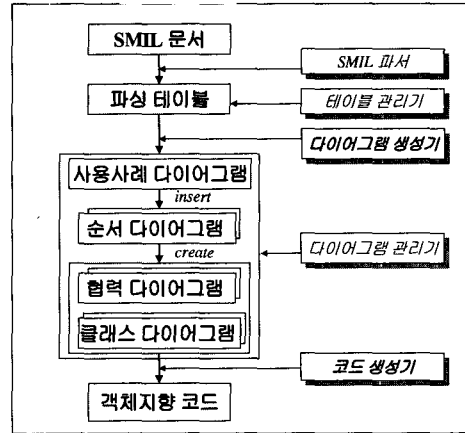 SMIL 문서
SMIL 파서
파싱 테이블
테이블 관리기
다이어그램 생성기
사용사례 다이어그램
insert
순서 다이어그램
다이어그램 관리기
create
협력 다이어그램
클래스 다이어그램
코드 생성기
객체지향 코드